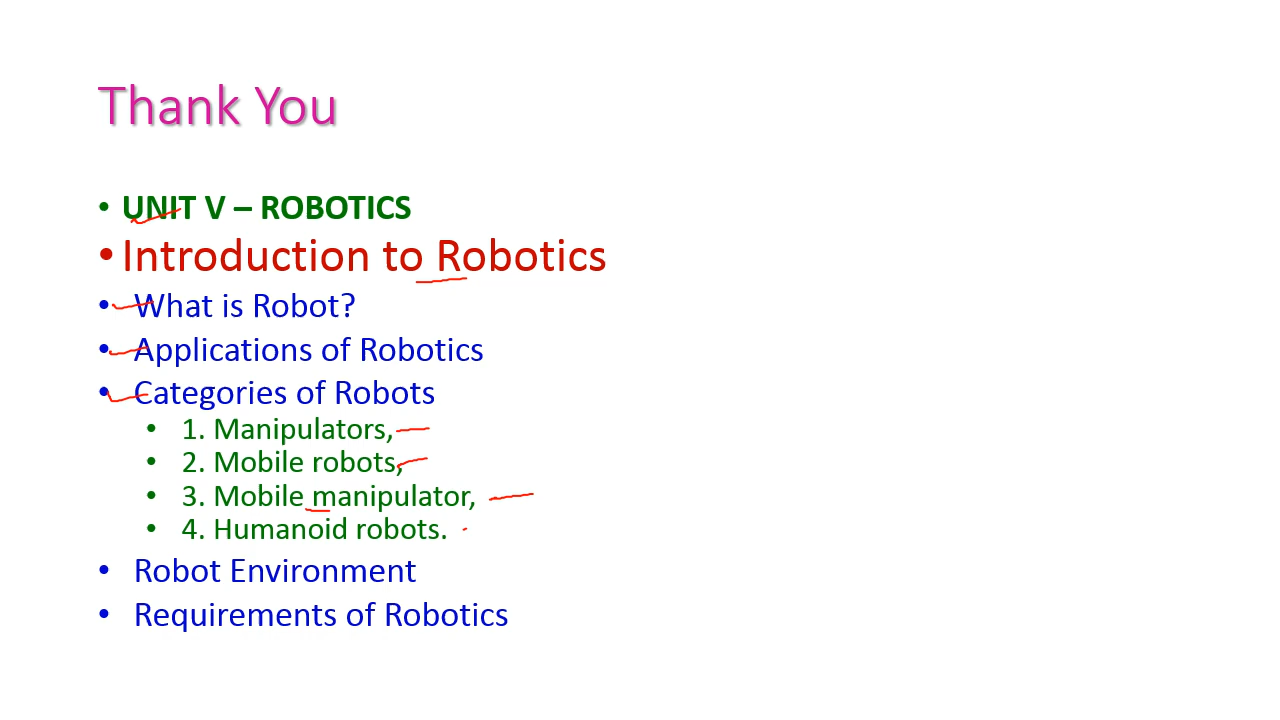 Thank You
• UNIT V – ROBOTICS
• Introduction to Robotics
• What is Robot?
• Applications of Robotics
• Categories of Robots
• 1. Manipulators,
• 2. Mobile robots,
• 3. Mobile manipulator,
• 4. Humanoid robots.
• Robot Environment
• Requirements of Robotics